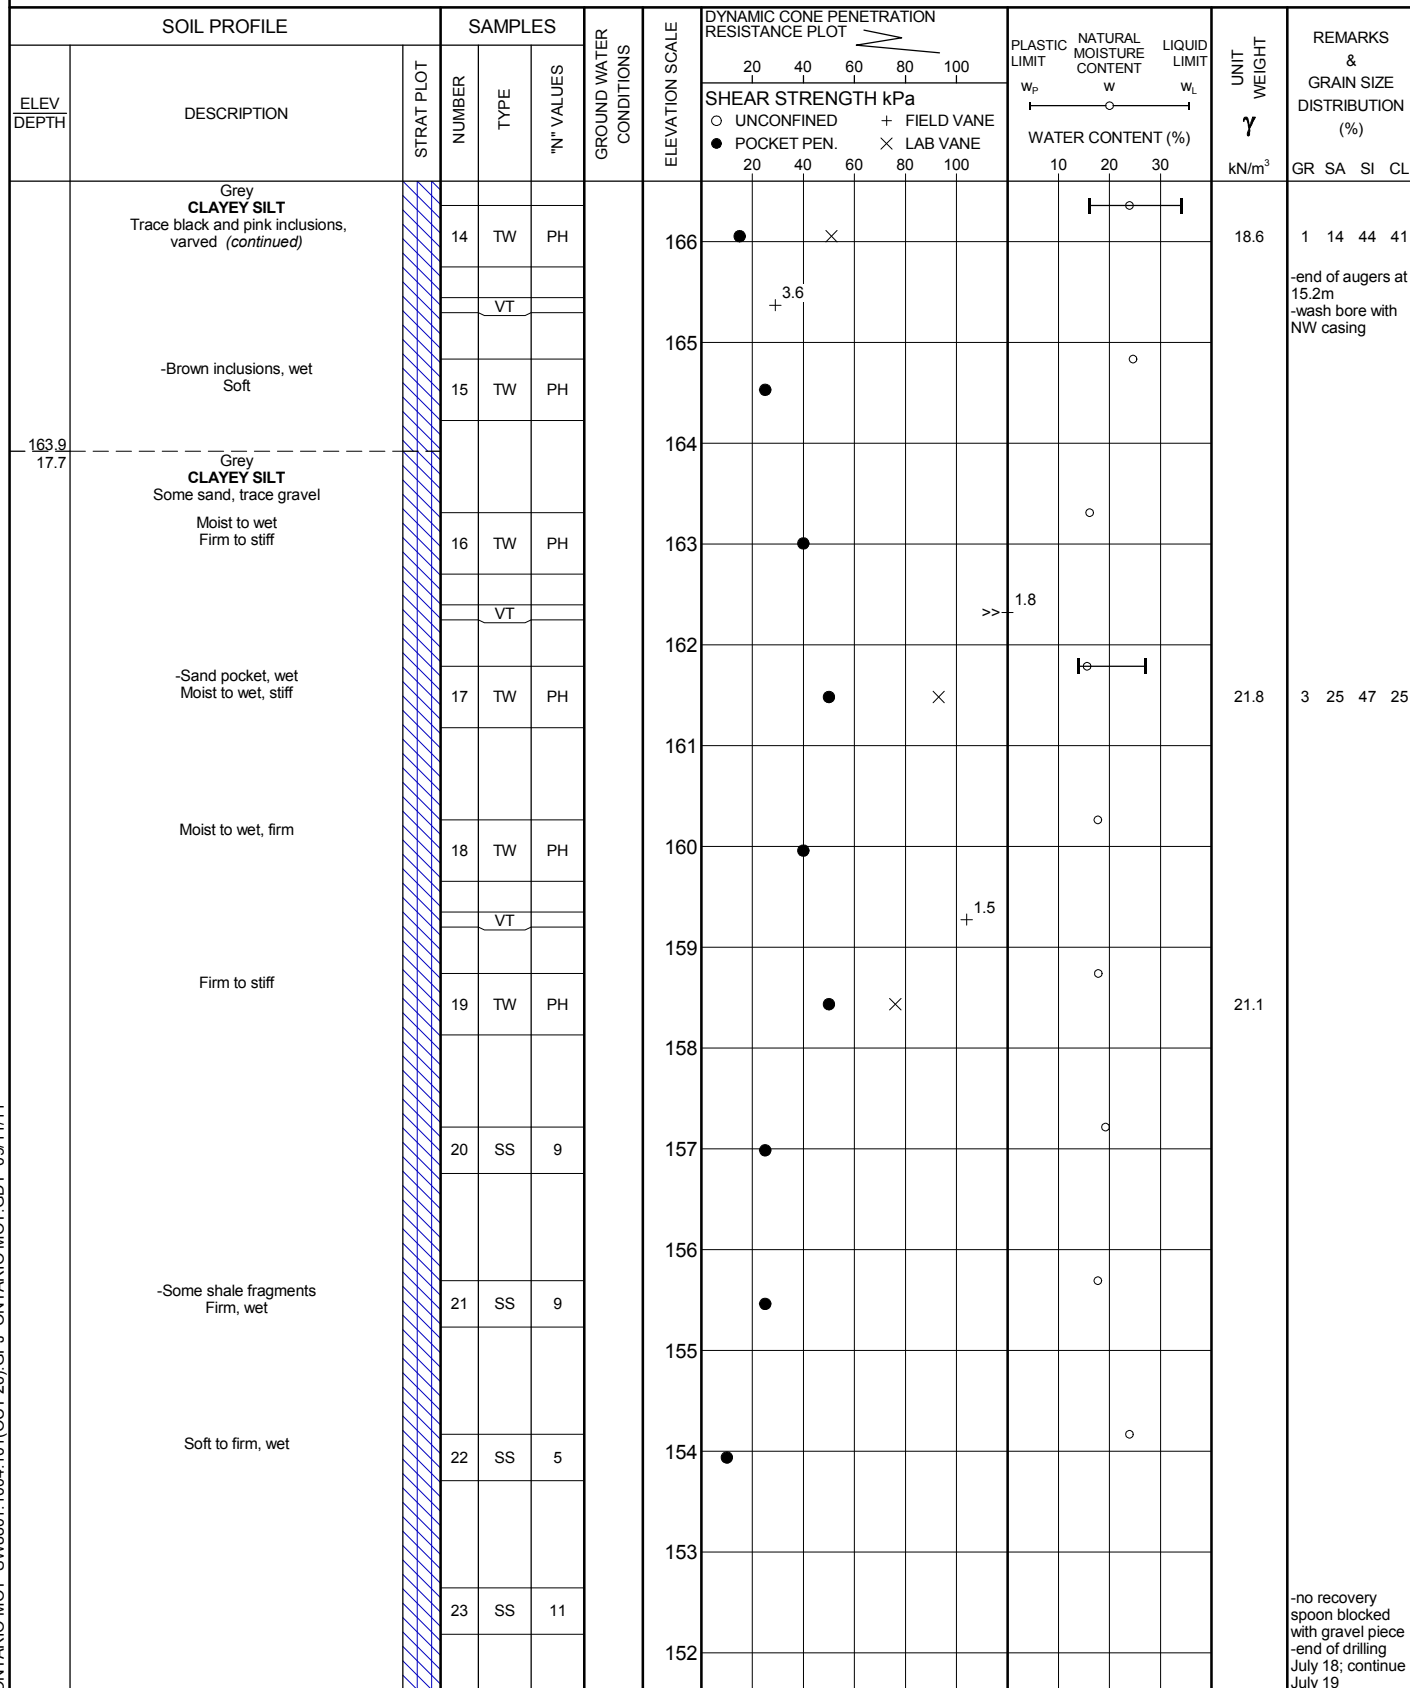 SOIL PROFILE
SAMPLES
GROUND WATER
CONDITIONS
ELEVATION SCALE
DYNAMIC CONE PENETRATION
RESISTANCE PLOT
20 40 60 80 100
PLASTIC
LIMIT
NATURAL
MOISTURE
CONTENT
LIQUID
LIMIT
WP W WL
WATER CONTENT (%)
10 20 30
UNIT
WEIGHT
γ
kN/m3
REMARKS
&
GRAIN SIZE
DISTRIBUTION
(%)
GR SA SI CL
ELEV
DEPTH
DESCRIPTION
STRAT PLOT
NUMBER
TYPE
"N" VALUES
SHEAR STRENGTH kPa
UNCONFINED + FIELD VANE
POCKET PEN. × LAB VANE
20 40 60 80 100
Grey
CLAYEY SILT
Trace black and pink inclusions,
varved (continued)
14 TW PH
166
18.6
1 14 44 41
-end of augers at
15.2m
-wash bore with
NW casing
VT
3.6
165
-Brown inclusions, wet
Soft
15 TW PH
164
163.9
17.7
Grey
CLAYEY SILT
Some sand, trace gravel
Moist to wet
Firm to stiff
16 TW PH
163
VT
>> 1.8
162
-Sand pocket, wet
Moist to wet, stiff
17 TW PH
21.8
3 25 47 25
161
Moist to wet, firm
18 TW PH
160
VT
1.5
159
Firm to stiff
19 TW PH
21.1
158
20 SS 9
157
156
-Some shale fragments
Firm, wet
21 SS 9
155
Soft to firm, wet
22 SS 5
154
153
23 SS 11
-no recovery
spoon blocked
with gravel piece
-end of drilling
July 18; continue
July 19
152